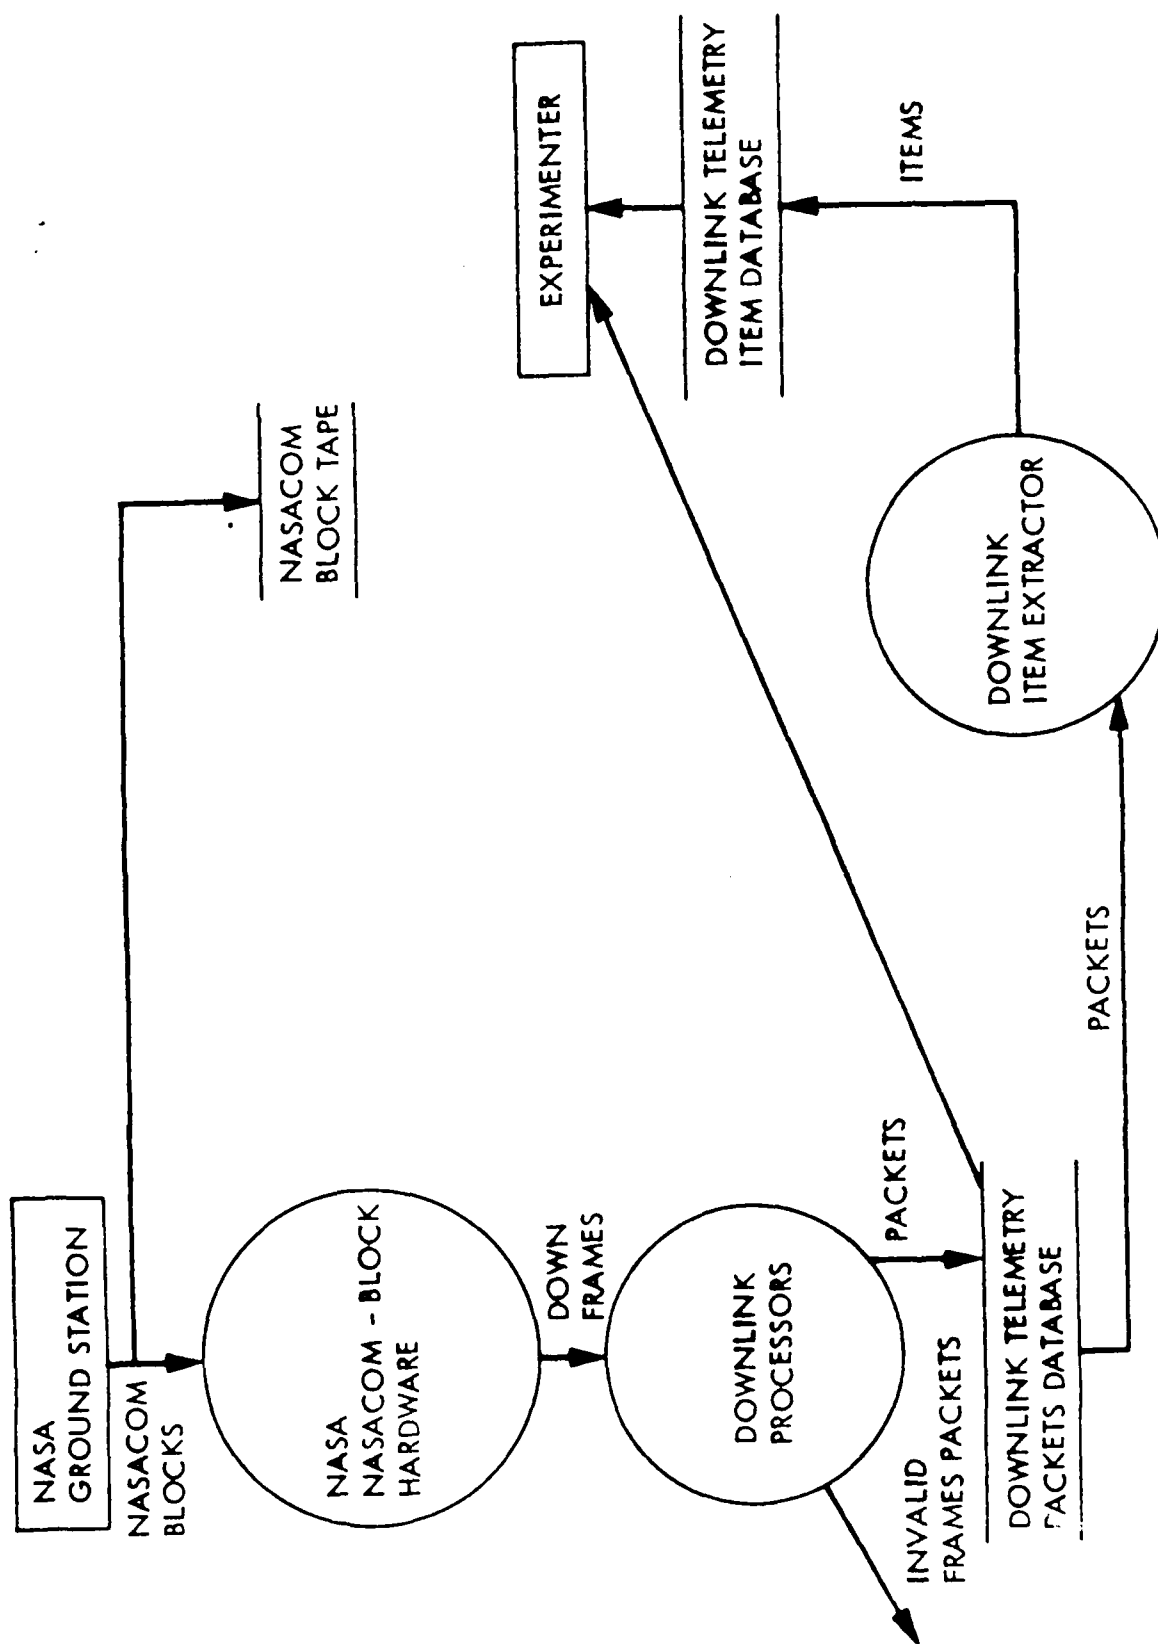 NASA
GROUND STATION
NASACOM
BLOCKS
NASACOM
BLOCK TAPE
NASA
NASACOM - BLOCK
HARDWARE
DOWN
FRAMES
EXPERIMENTER
DOWNLINK
PROCESSORS
DOWNLINK TELEMETRY
ITEM DATABASE
PACKETS
INVALID
FRAMES PACKETS
ITEMS
DOWNLINK TELEMETRY
PACKETS DATABASE
DOWNLINK
ITEM EXTRACTOR
PACKETS